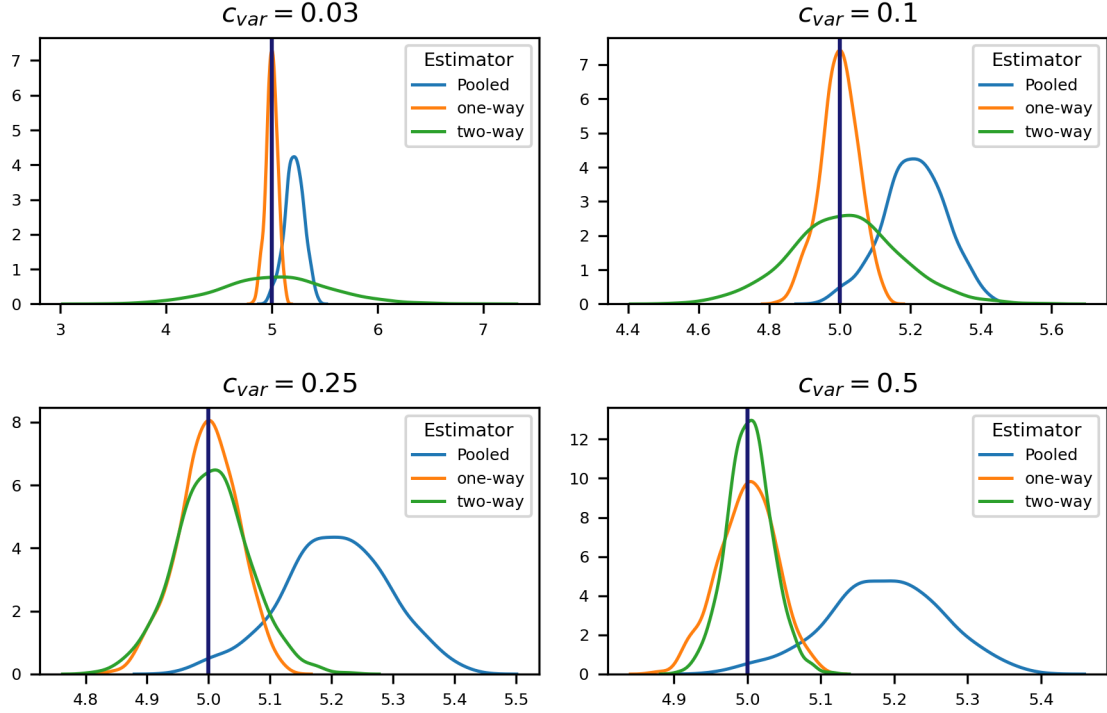 c_var = 0.03
7
6
5
4
3
2
1
0
Estimator
Pooled
one-way
two-way
3 4 5 6 7
c_var = 0.1
7
6
5
4
3
2
1
0
Estimator
Pooled
one-way
two-way
4.4 4.6 4.8 5.0 5.2 5.4 5.6
c_var = 0.25
8
6
4
2
0
Estimator
Pooled
one-way
two-way
4.8 4.9 5.0 5.1 5.2 5.3 5.4 5.5
c_var = 0.5
12
10
8
6
4
2
0
Estimator
Pooled
one-way
two-way
4.9 5.0 5.1 5.2 5.3 5.4